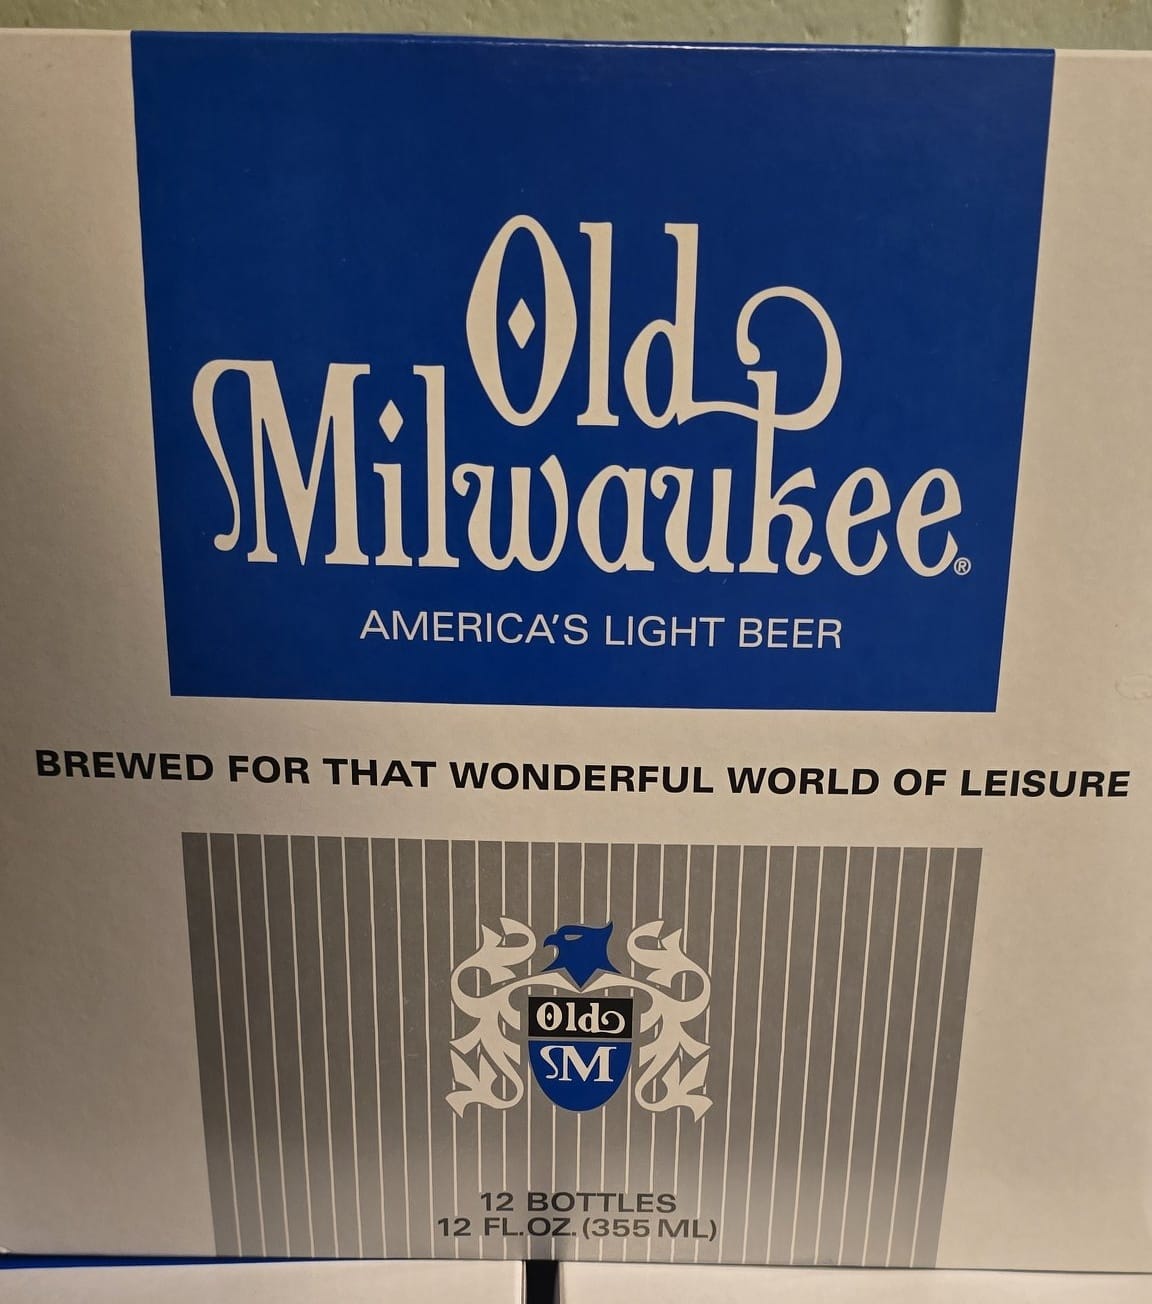 Old
Milwaukee®
AMERICA'S LIGHT BEER
BREWED FOR THAT WONDERFUL WORLD OF LEISURE
Old
M
12 BOTTLES
12 FL.OZ. (355 ML)